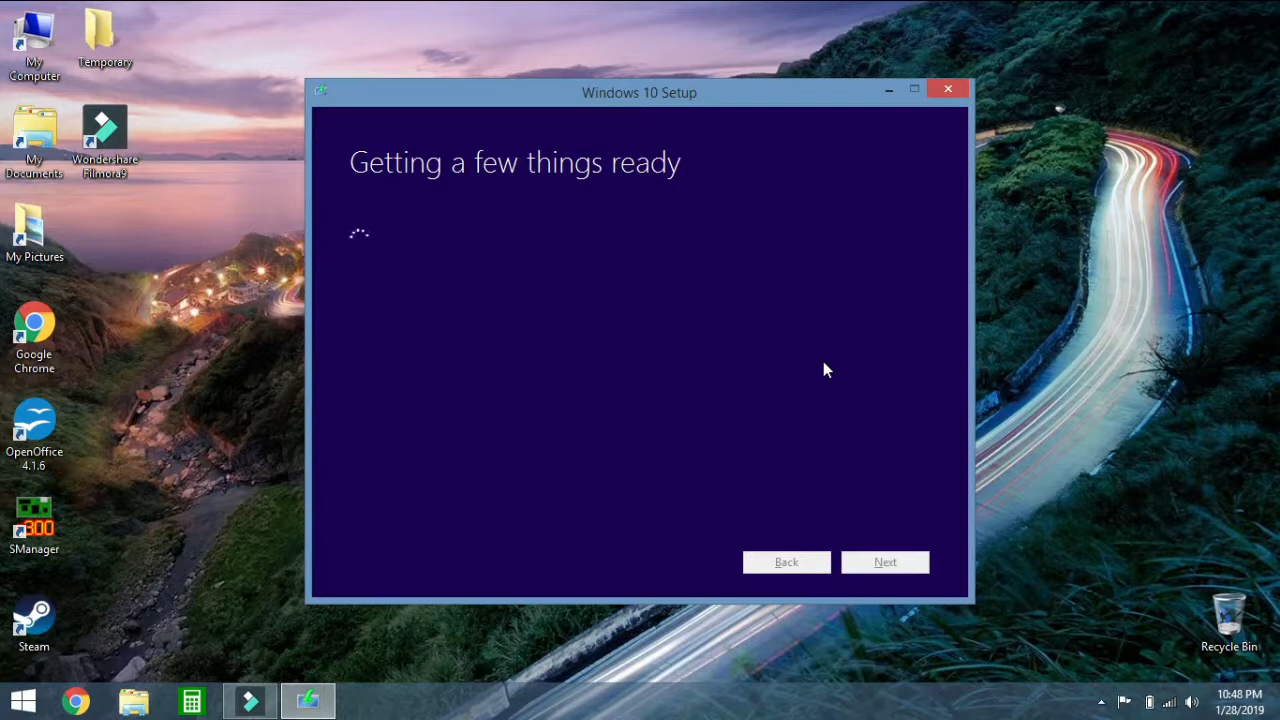 My
Computer
Temporary
My
Documents
Wondershare
Filmora9
My Pictures
Google
Chrome
OpenOffice
4.1.6
300
SManager
Steam
Windows 10 Setup
Getting a few things ready
Back
Next
Recycle Bin
10:48 PM
1/28/2019